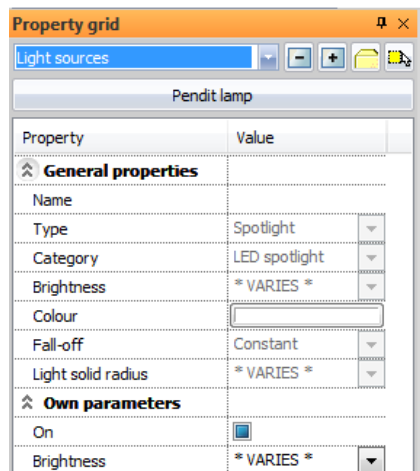 Property grid
Light sources
Pendit lamp
Property Value
General properties
Name
Type Spotlight
Category LED spotlight
Brightness * VARIES *
Colour
Fall-off Constant
Light solid radius * VARIES *
Own parameters
On
Brightness * VARIES *